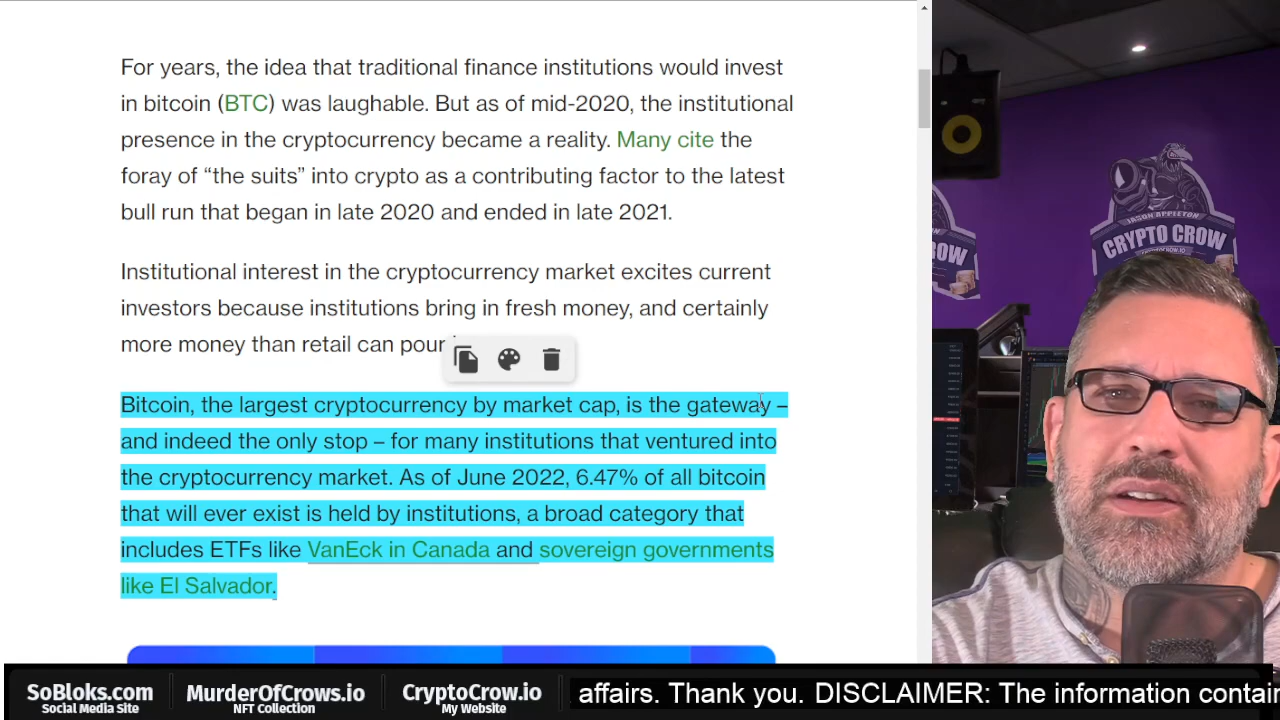 For years, the idea that traditional finance institutions would invest
in bitcoin (BTC) was laughable. But as of mid-2020, the institutional
presence in the cryptocurrency became a reality. Many cite the
foray of “the suits” into crypto as a contributing factor to the latest
bull run that began in late 2020 and ended in late 2021.
Institutional interest in the cryptocurrency market excites current
investors because institutions bring in fresh money, and certainly
more money than retail can pour
Bitcoin, the largest cryptocurrency by market cap, is the gateway –
and indeed the only stop – for many institutions that ventured into
the cryptocurrency market. As of June 2022, 6.47% of all bitcoin
that will ever exist is held by institutions, a broad category that
includes ETFs like VanEck in Canada and sovereign governments
like El Salvador.
JASON APPLETON
CRYPTO CROW
SoBloks.com
Social Media Site
MurderOfCrows.io
NFT Collection
CryptoCrow.io
My Website
affairs. Thank you. DISCLAIMER: The information contai